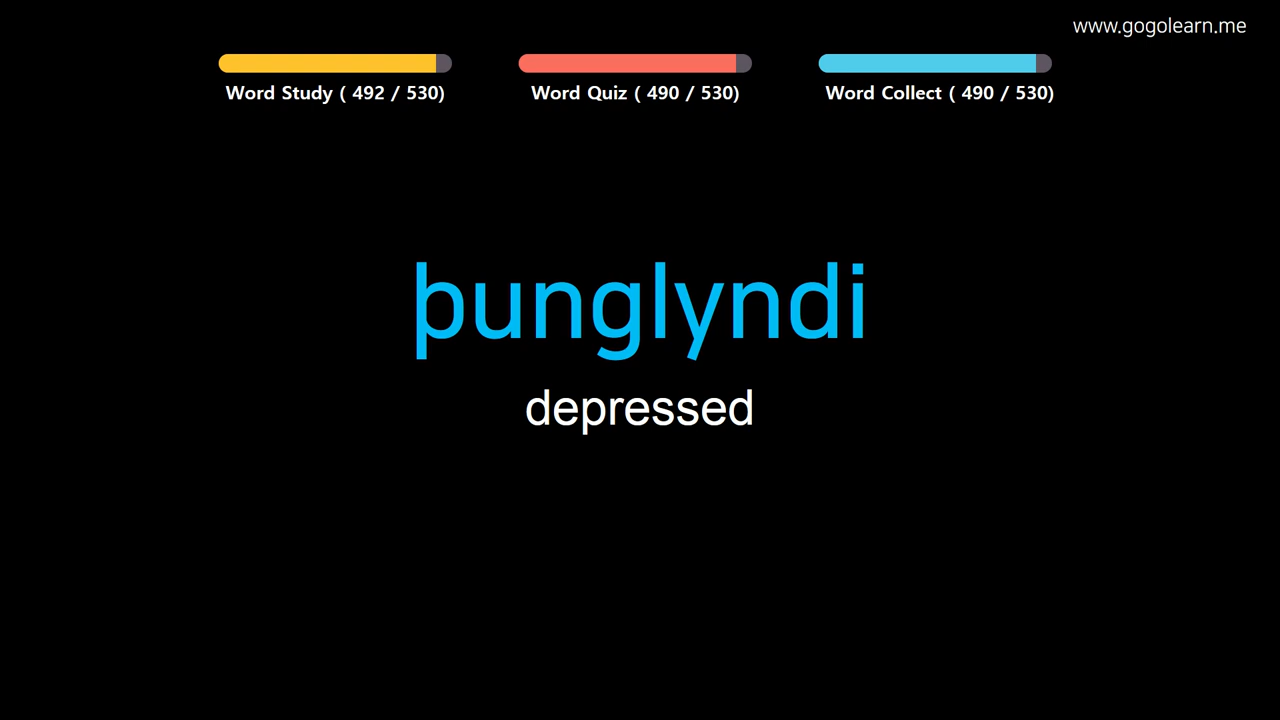 www.gogolearn.me
Word Study ( 492 / 530)
Word Quiz ( 490 / 530)
Word Collect ( 490 / 530)
þunglyndi
depressed